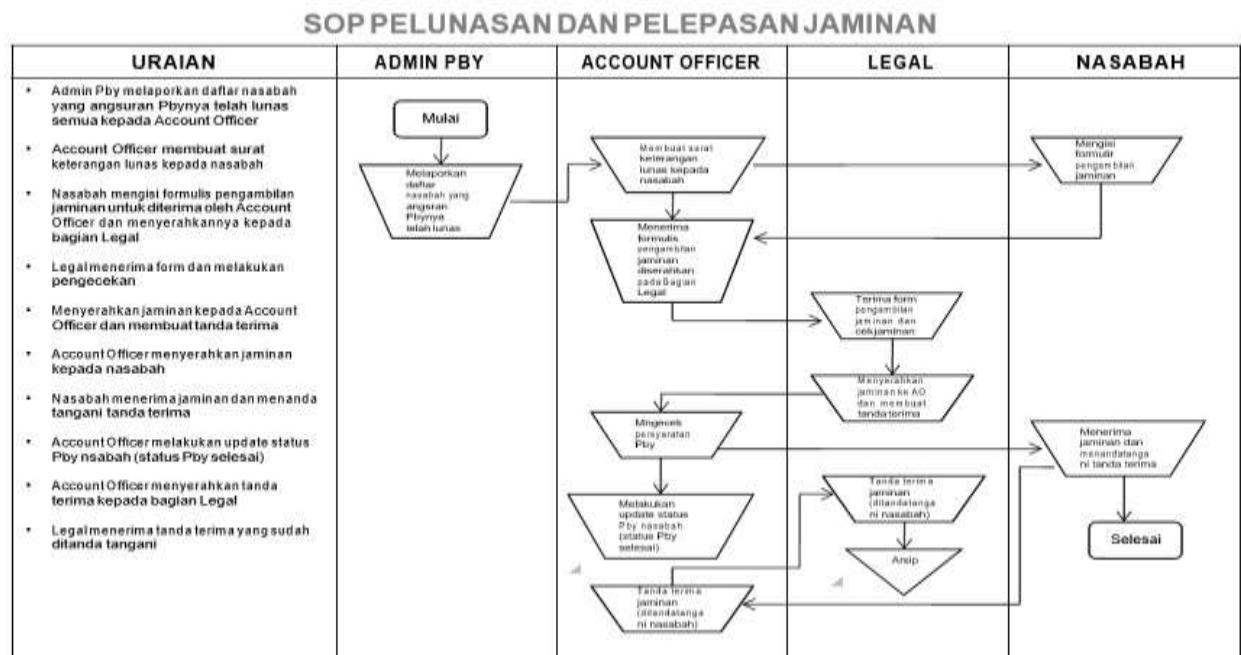 SOP PELUNASAN DAN PELEPASAN JAMINAN
URAIAN
ADMIN PBY
ACCOUNT OFFICER
LEGAL
NASABAH
• Admin Pby melaporkan daftar nasabah
yang angsuran Pbynya telah lunas
semua kepada Account Officer
• Account Officer membuat surat
keterangan lunas kepada nasabah
• Nasabah mengisi formulis pengambilan
jaminan untuk diterima oleh Account
Officer dan menyerahkannya kepada
bagian Legal
• Legal menerima form dan melakukan
pengecekan
• Menyerahkan jaminan kepada Account
Officer dan membuat tanda terima
• Account Officer menyerahkan jaminan
kepada nasabah
• Nasabah menerima jaminan dan menanda
tangani tanda terima
• Account Officer melakukan update status
Pby nsabah (status Pby selesai)
• Account Officer menyerahkan tanda
terima kepada bagian Legal
• Legal menerima tanda terima yang sudah
ditanda tangani
Mulai
Melaporkan
daftar
nasabah yang
angsran
Pbynya
telah lunas
Membuat surat
keterangan
lunas kepada
nasabah
Mengisi
formulir
pengambilan
jaminan
Menerima
formulis
pengambilan
jaminan
diserahkan
pada Bagian
Legal
Terima form
pengambilan
jaminan dan
cek jaminan
Menyerahkan
jaminan ke AO
dan membuat
tanda terima
Mngecek
persyaratan
Pby
Menerima
jaminan dan
menandatanga
ni tanda terima
Melakukan
update status
Pby nasabah
(status Pby
selesai)
Tanda terima
jaminan
(ditandatanga
ni nasabah)
Arsip
Selesai
Tanda terima
jaminan
(ditandatanga
ni nasabah)